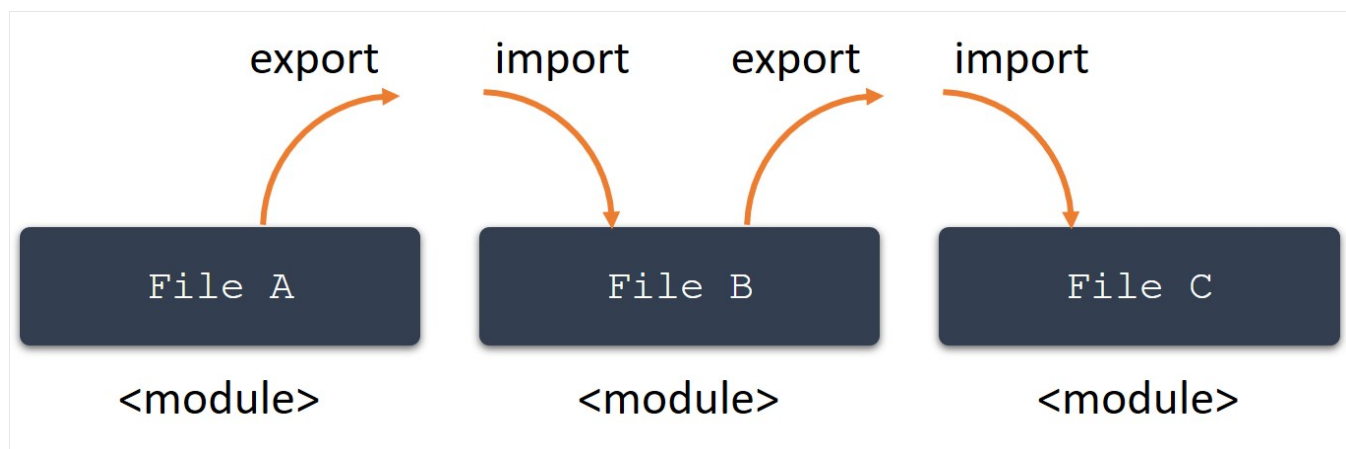 export import export import
File A File B File C
<module> <module> <module>